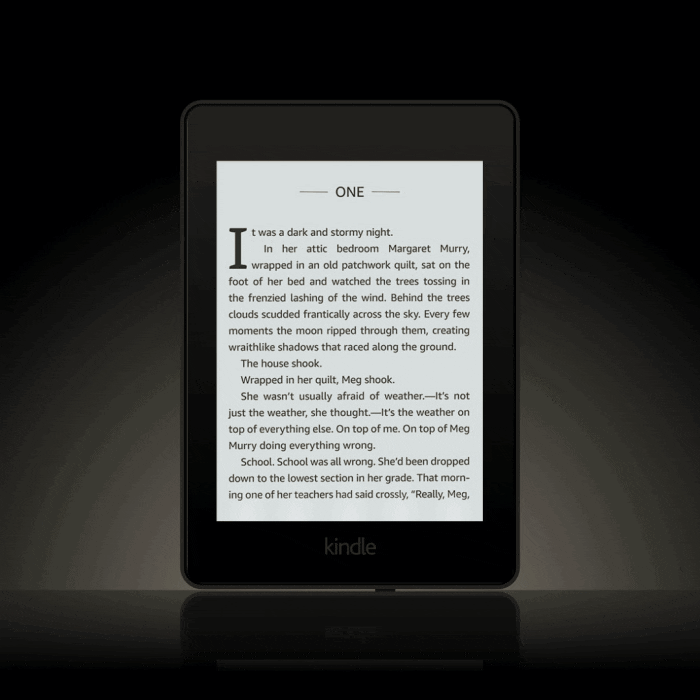 ONE
It was a dark and stormy night.
In her attic bedroom Margaret Murry,
wrapped in an old patchwork quilt, sat on the
foot of her bed and watched the trees tossing in
the frenzied lashing of the wind. Behind the trees
clouds scudded frantically across the sky. Every few
moments the moon ripped through them, creating
wraithlike shadows that raced along the ground.
The house shook.
Wrapped in her quilt, Meg shook.
She wasn’t usually afraid of weather.—It’s not
just the weather, she thought.—It’s the weather on
top of everything else. On top of me. On top of Meg
Murry doing everything wrong.
School. School was all wrong. She’d been dropped
down to the lowest section in her grade. That morn-
ing one of her teachers had said crossly, “Really, Meg,
kindle